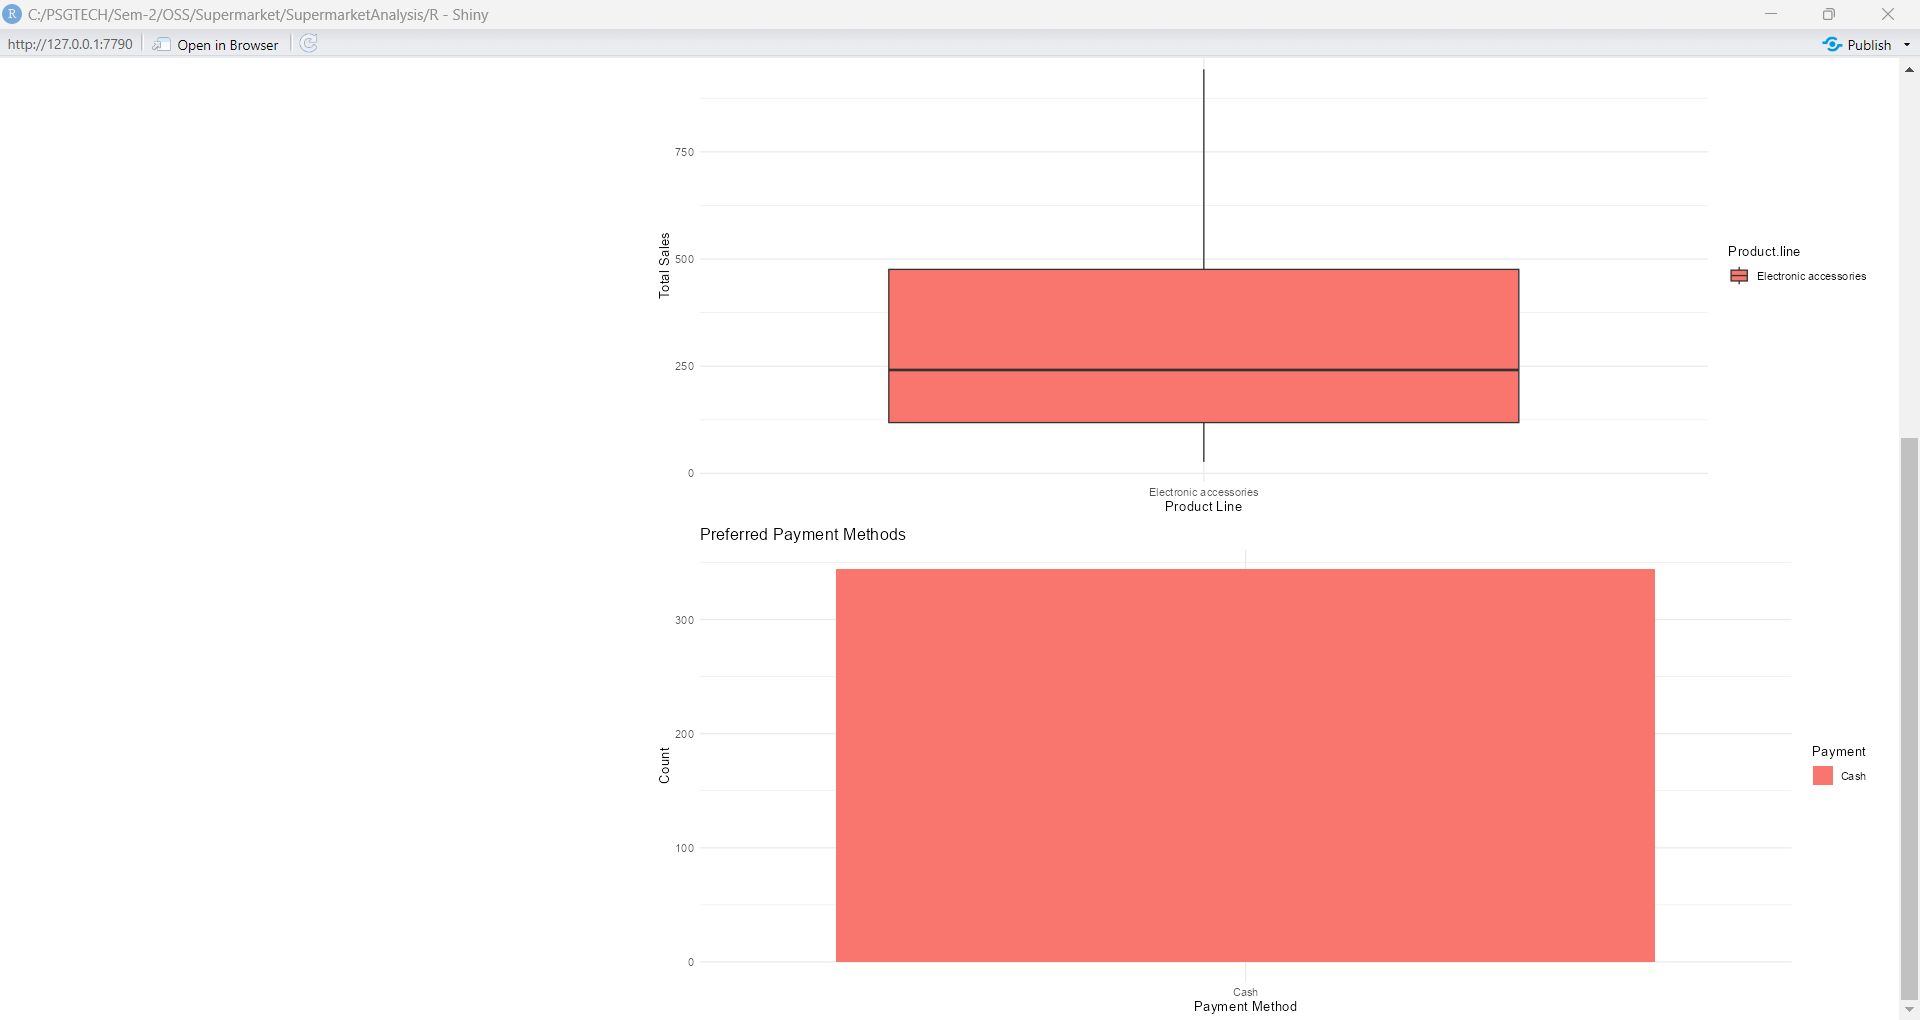 R C:/PSGTECH/Sem-2/OSS/Supermarket/SupermarketAnalysis/R - Shiny
http://127.0.0.1:7790 Open in Browser Publish
750
500
250
0
Total Sales
Electronic accessories
Product Line
Product.line
Electronic accessories
Preferred Payment Methods
300
200
100
0
Count
Cash
Payment Method
Payment
Cash